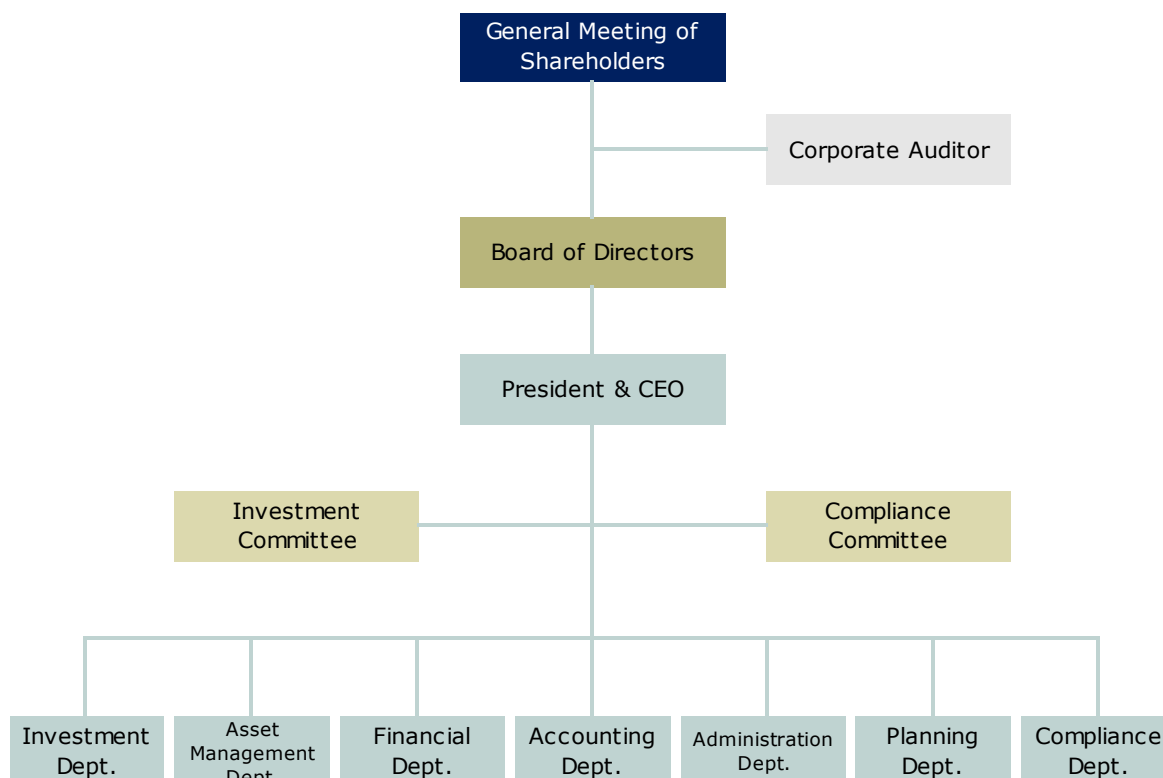 General Meeting of
Shareholders
Corporate Auditor
Board of Directors
President & CEO
Investment
Committee
Compliance
Committee
Investment
Dept.
Asset
Management
Dept.
Financial
Dept.
Accounting
Dept.
Administration
Dept.
Planning
Dept.
Compliance
Dept.